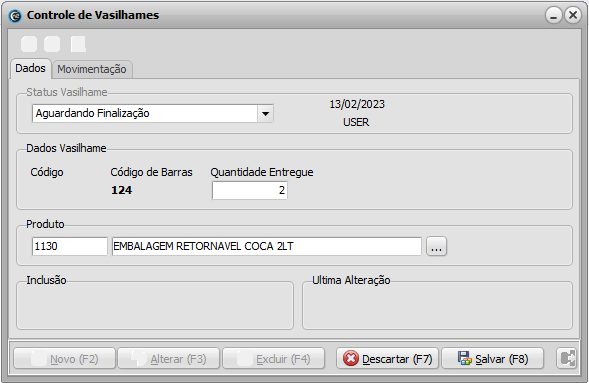 Controle de Vasilhames
Dados Movimentação
Status Vasilhame
Aguardando Finalização
13/02/2023
USER
Dados Vasilhame
Código Código de Barras Quantidade Entregue
124 2
Produto
1130 EMBALAGEM RETORNAVEL COCA 2LT ...
Inclusão Ultima Alteração
Novo (F2) Alterar (F3) Excluir (F4) Descartar (F7) Salvar (F8)